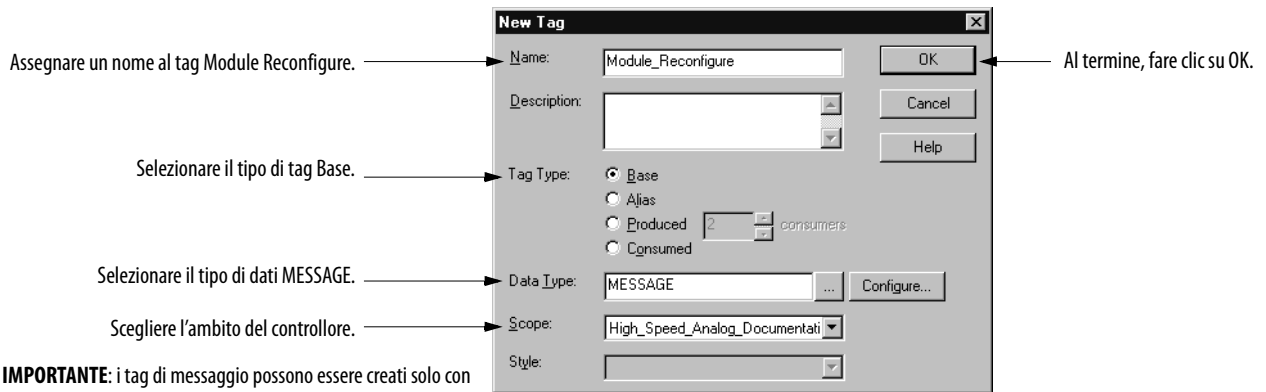 New Tag
Assegnare un nome al tag Module Reconfigure.
Name:
Module_Reconfigure
OK
Al termine, fare clic su OK.
Description:
Cancel
Help
Selezionare il tipo di tag Base.
Tag Type:
Base
Alias
Produced
2
consumers
Consumed
Selezionare il tipo di dati MESSAGE.
Data Type:
MESSAGE
...
Configure...
Scegliere l'ambito del controllore.
Scope:
High_Speed_Analog_Documentati
Style:
IMPORTANTE: i tag di messaggio possono essere creati solo con